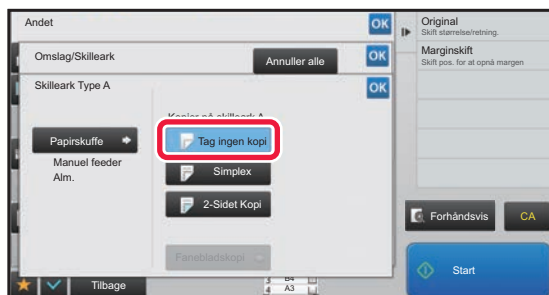 Andet
OK
Omslag/Skilleark
Annuller alle
OK
Skilleark Type A
OK
Kopier på skilleark A
Papirskuffe
Manuel feeder
Alm.
Tag ingen kopi
Simplex
2-Sidet Kopi
Fanebladskopi
Tilbage
B4
4 A3
Original
Skift størrelse/retning.
Marginskift
Skift pos. for at opnå margen
Forhåndsvis
CA
Start